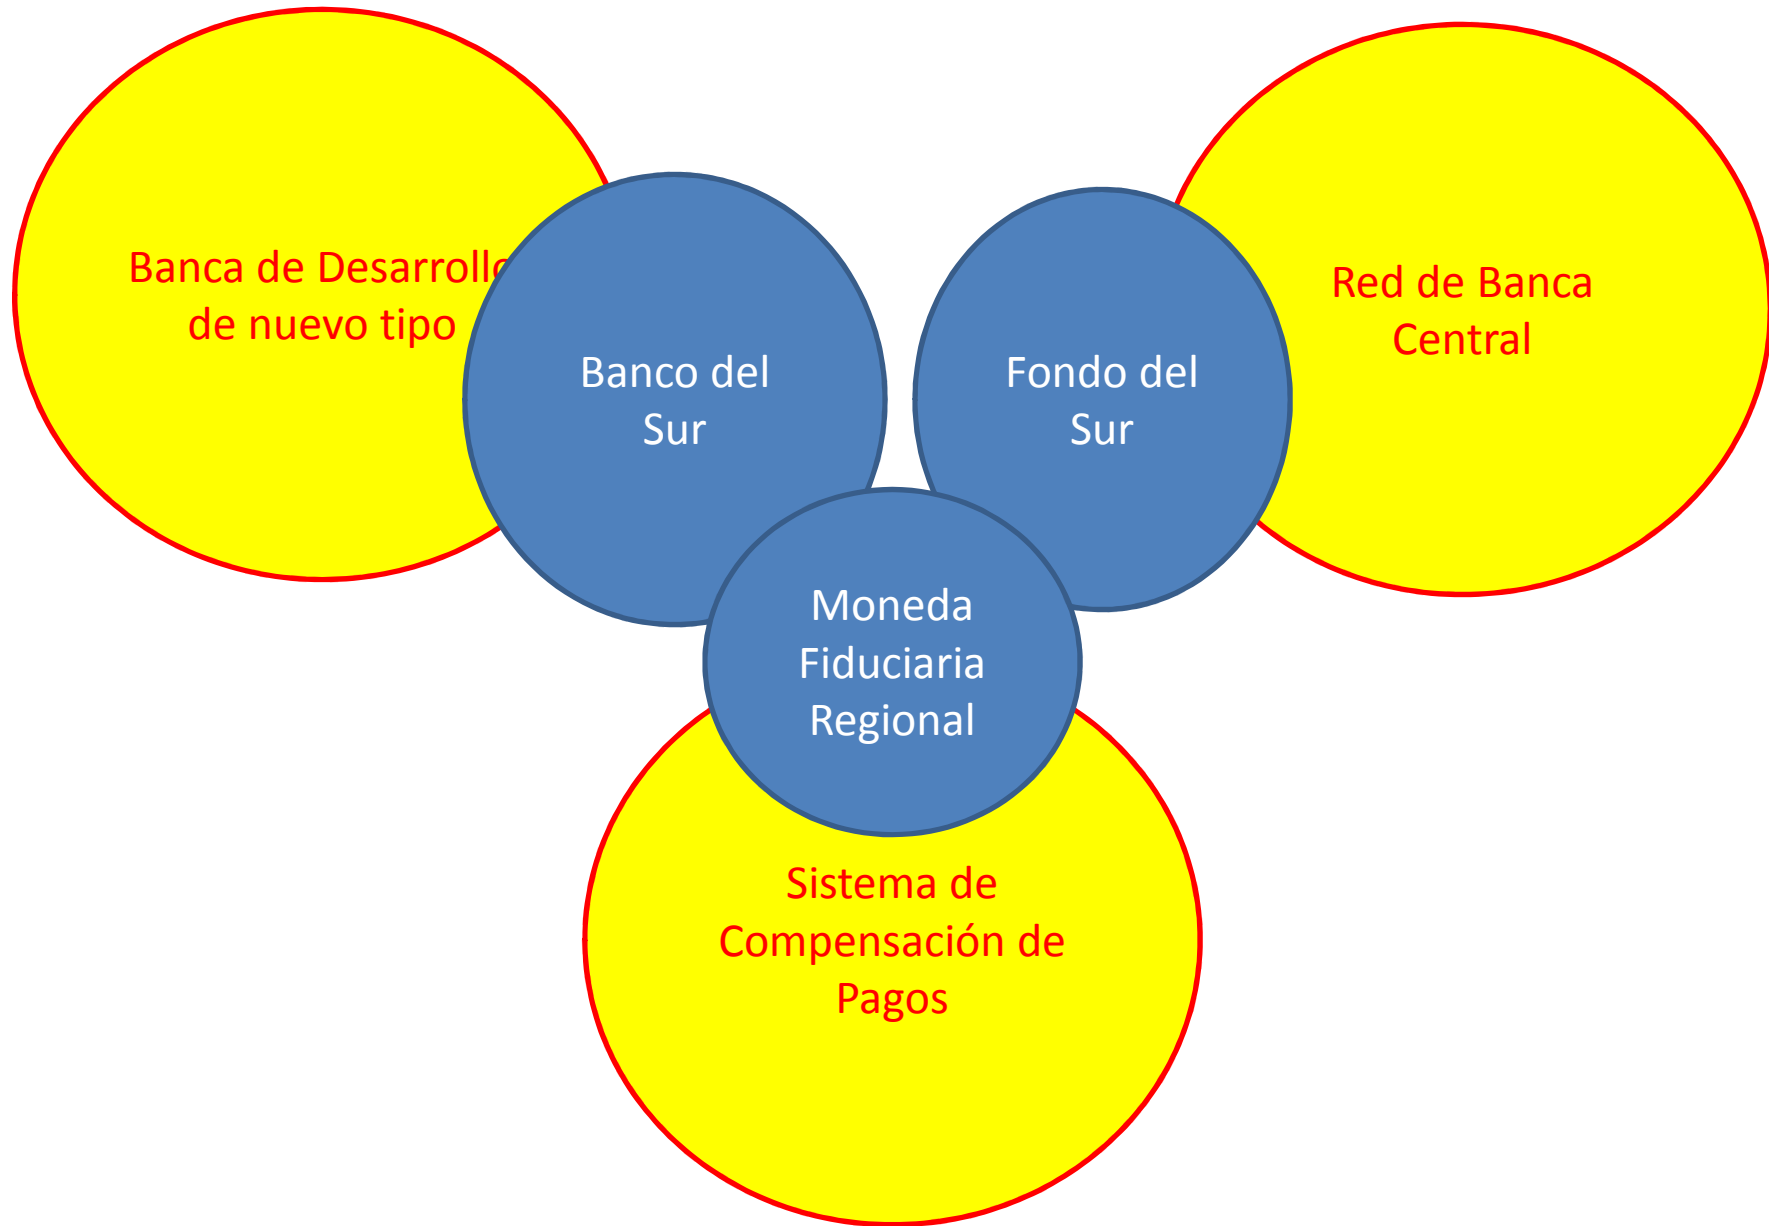 Banca de Desarrollo
de nuevo tipo
Banco del
Sur
Fondo del
Sur
Red de Banca
Central
Moneda
Fiduciaria
Regional
Sistema de
Compensación de
Pagos